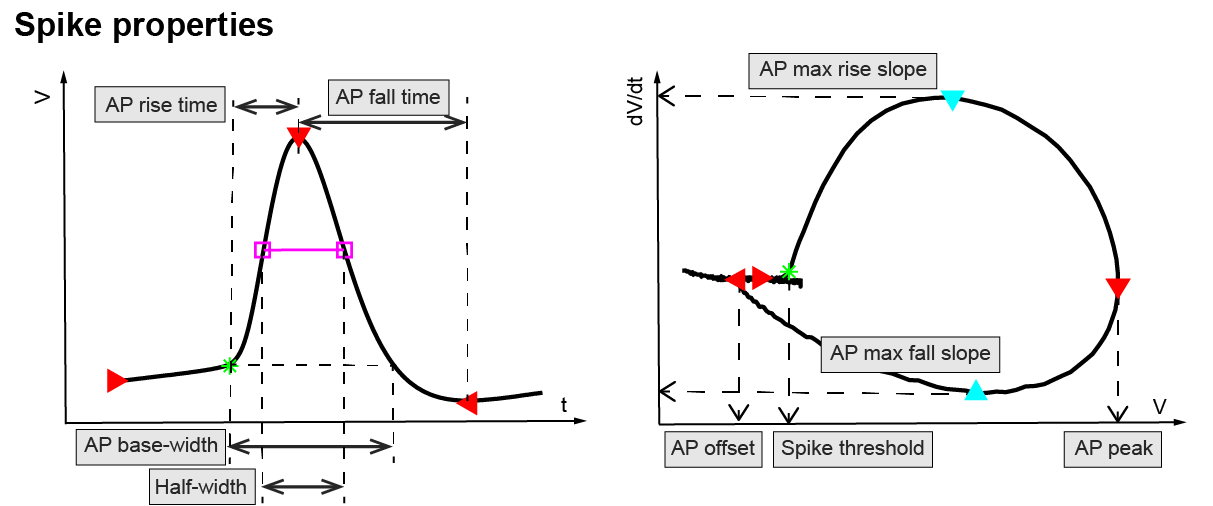 Spike properties
V
AP rise time
AP fall time
t
AP base-width
Half-width
dV/dt
AP max rise slope
AP max fall slope
V
AP offset
Spike threshold
AP peak